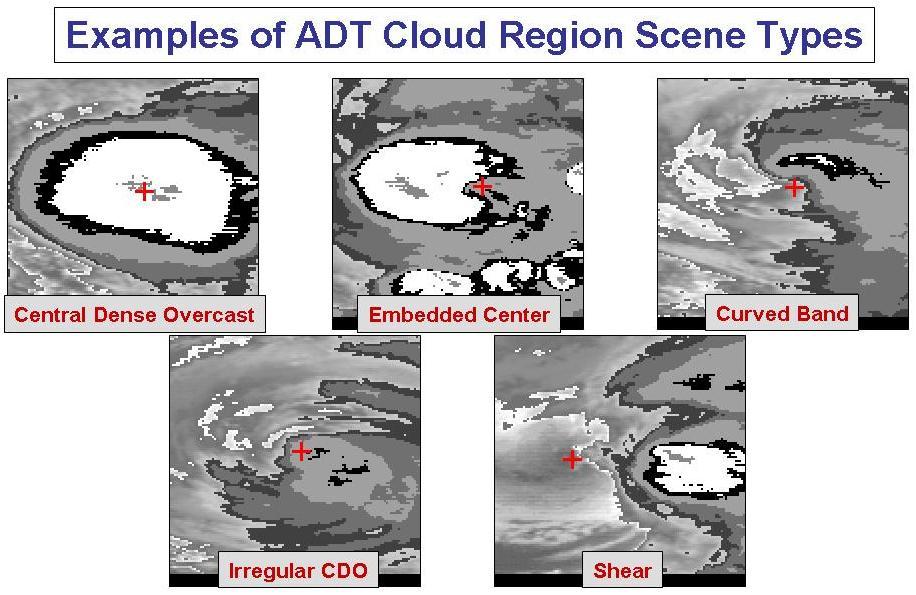 Examples of ADT Cloud Region Scene Types
Central Dense Overcast
Embedded Center
Curved Band
Irregular CDO
Shear